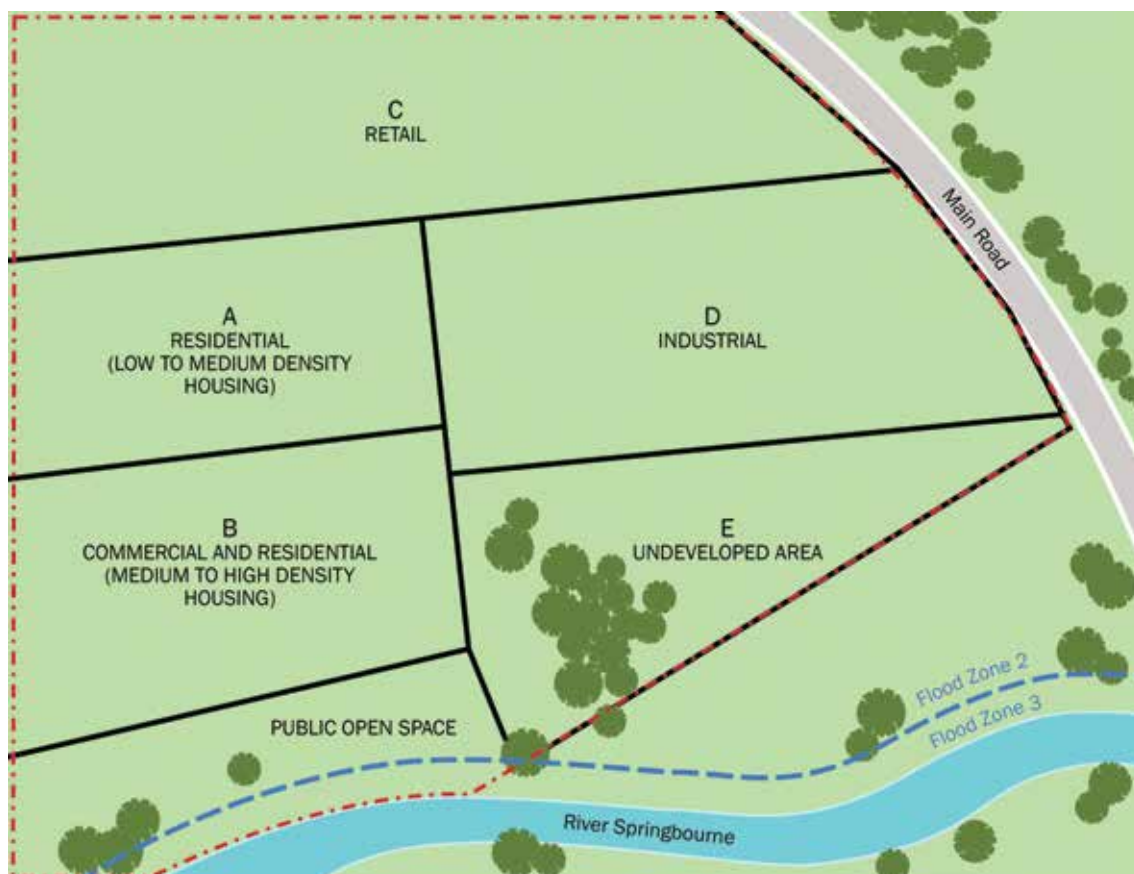 C
RETAIL
Main Road
A
RESIDENTIAL
(LOW TO MEDIUM DENSITY
HOUSING)
D
INDUSTRIAL
B
COMMERCIAL AND RESIDENTIAL
(MEDIUM TO HIGH DENSITY
HOUSING)
E
UNDEVELOPED AREA
PUBLIC OPEN SPACE
Flood Zone 2
Flood Zone 3
River Springbourne